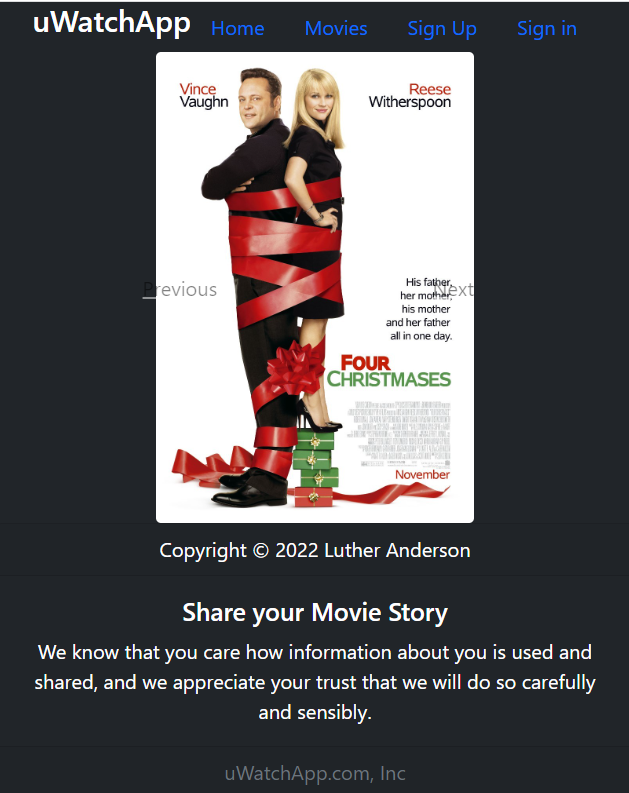 uWatchApp Home Movies Sign Up Sign in
Vince
Vaughn
Reese
Witherspoon
Previous
Next
His father,
her mother,
his mother
and her father
all in one day.
FOUR
CHRISTMASES
November
Copyright © 2022 Luther Anderson
Share your Movie Story
We know that you care how information about you is used and
shared, and we appreciate your trust that we will do so carefully
and sensibly.
uWatchApp.com, Inc